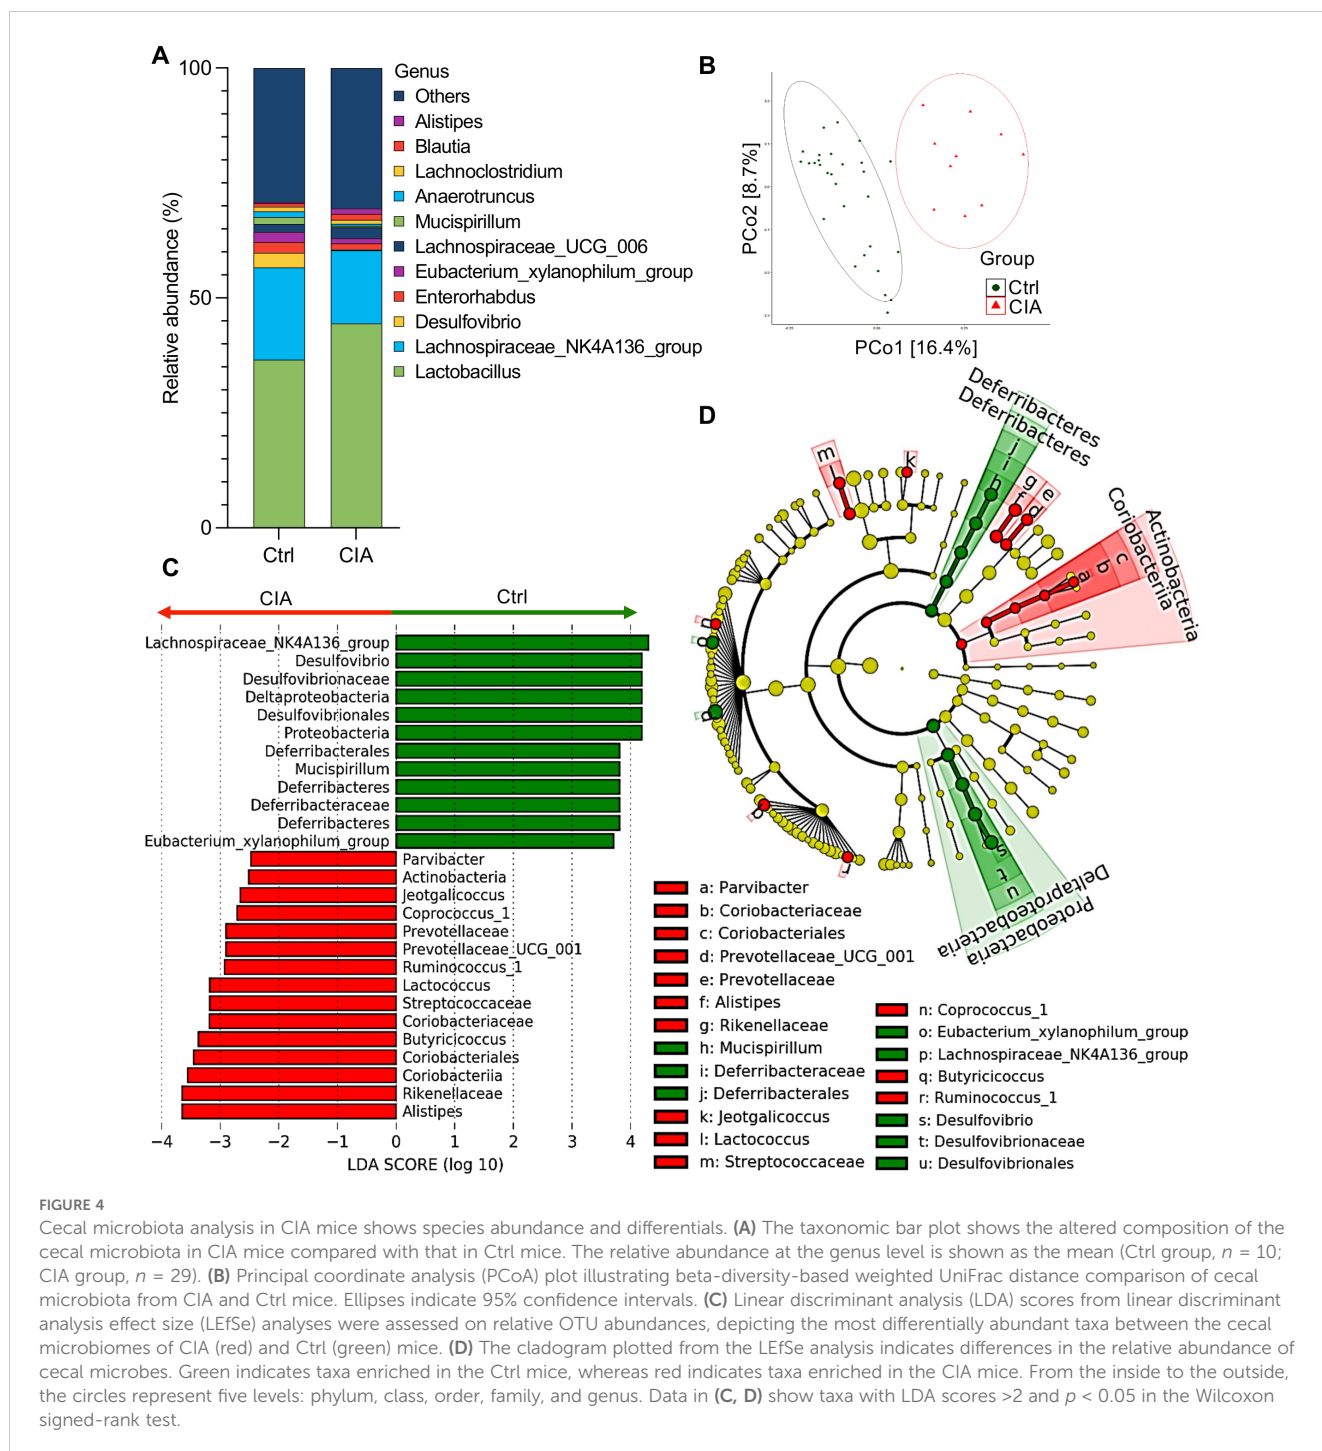 A
100
50
0
Relative abundance (%)
Ctrl
CIA
Genus
Others
Alistipes
Blautia
Lachnoclostridium
Anaerotruncus
Mucispirillum
Lachnospiraceae_UCG_006
Eubacterium_xylanophilum_group
Enterorhabdus
Desulfovibrio
Lachnospiraceae_NK4A136_group
Lactobacillus
B
PCo2 [8.7%]
PCo1 [16.4%]
Group
Ctrl
CIA
C
CIA
Ctrl
Lachnospiraceae_NK4A136_group
Desulfovibrio
Desulfovibrionaceae
Deltaproteobacteria
Desulfovibrionales
Proteobacteria
Deferribacterales
Mucispirillum
Deferribacteres
Deferribacteraceae
Deferribacteres
Eubacterium_xylanophilum_group
Parvibacter
Actinobacteria
Jeotgalicoccus
Coprococcus_1
Prevotellaceae
Prevotellaceae_UCG_001
Ruminococcus_1
Lactococcus
Streptococcaceae
Coriobacteriaceae
Butyricicoccus
Coriobacteriales
Coriobacteriia
Rikenellaceae
Alistipes
−4 −3 −2 −1 0 1 2 3 4
LDA SCORE (log 10)
D
Deferribacteres
Deferribacteres
j
i
h
g
e
f
d
m
l
k
Actinobacteria
Coriobacteriia
c
b
a
n
o
p
q
r
s
t
u
Deltaproteobacteria
Proteobacteria
a: Parvibacter
b: Coriobacteriaceae
c: Coriobacteriales
d: Prevotellaceae_UCG_001
e: Prevotellaceae
f: Alistipes
g: Rikenellaceae
h: Mucispirillum
i: Deferribacteraceae
j: Deferribacterales
k: Jeotgalicoccus
l: Lactococcus
m: Streptococcaceae
n: Coprococcus_1
o: Eubacterium_xylanophilum_group
p: Lachnospiraceae_NK4A136_group
q: Butyricicoccus
r: Ruminococcus_1
s: Desulfovibrio
t: Desulfovibrionaceae
u: Desulfovibrionales
FIGURE 4
Cecal microbiota analysis in CIA mice shows species abundance and differentials. (A) The taxonomic bar plot shows the altered composition of the
cecal microbiota in CIA mice compared with that in Ctrl mice. The relative abundance at the genus level is shown as the mean (Ctrl group, n = 10;
CIA group, n = 29). (B) Principal coordinate analysis (PCoA) plot illustrating beta-diversity-based weighted UniFrac distance comparison of cecal
microbiota from CIA and Ctrl mice. Ellipses indicate 95% confidence intervals. (C) Linear discriminant analysis (LDA) scores from linear discriminant
analysis effect size (LEfSe) analyses were assessed on relative OTU abundances, depicting the most differentially abundant taxa between the cecal
microbiomes of CIA (red) and Ctrl (green) mice. (D) The cladogram plotted from the LEfSe analysis indicates differences in the relative abundance of
cecal microbes. Green indicates taxa enriched in the Ctrl mice, whereas red indicates taxa enriched in the CIA mice. From the inside to the outside,
the circles represent five levels: phylum, class, order, family, and genus. Data in (C, D) show taxa with LDA scores >2 and p < 0.05 in the Wilcoxon
signed-rank test.